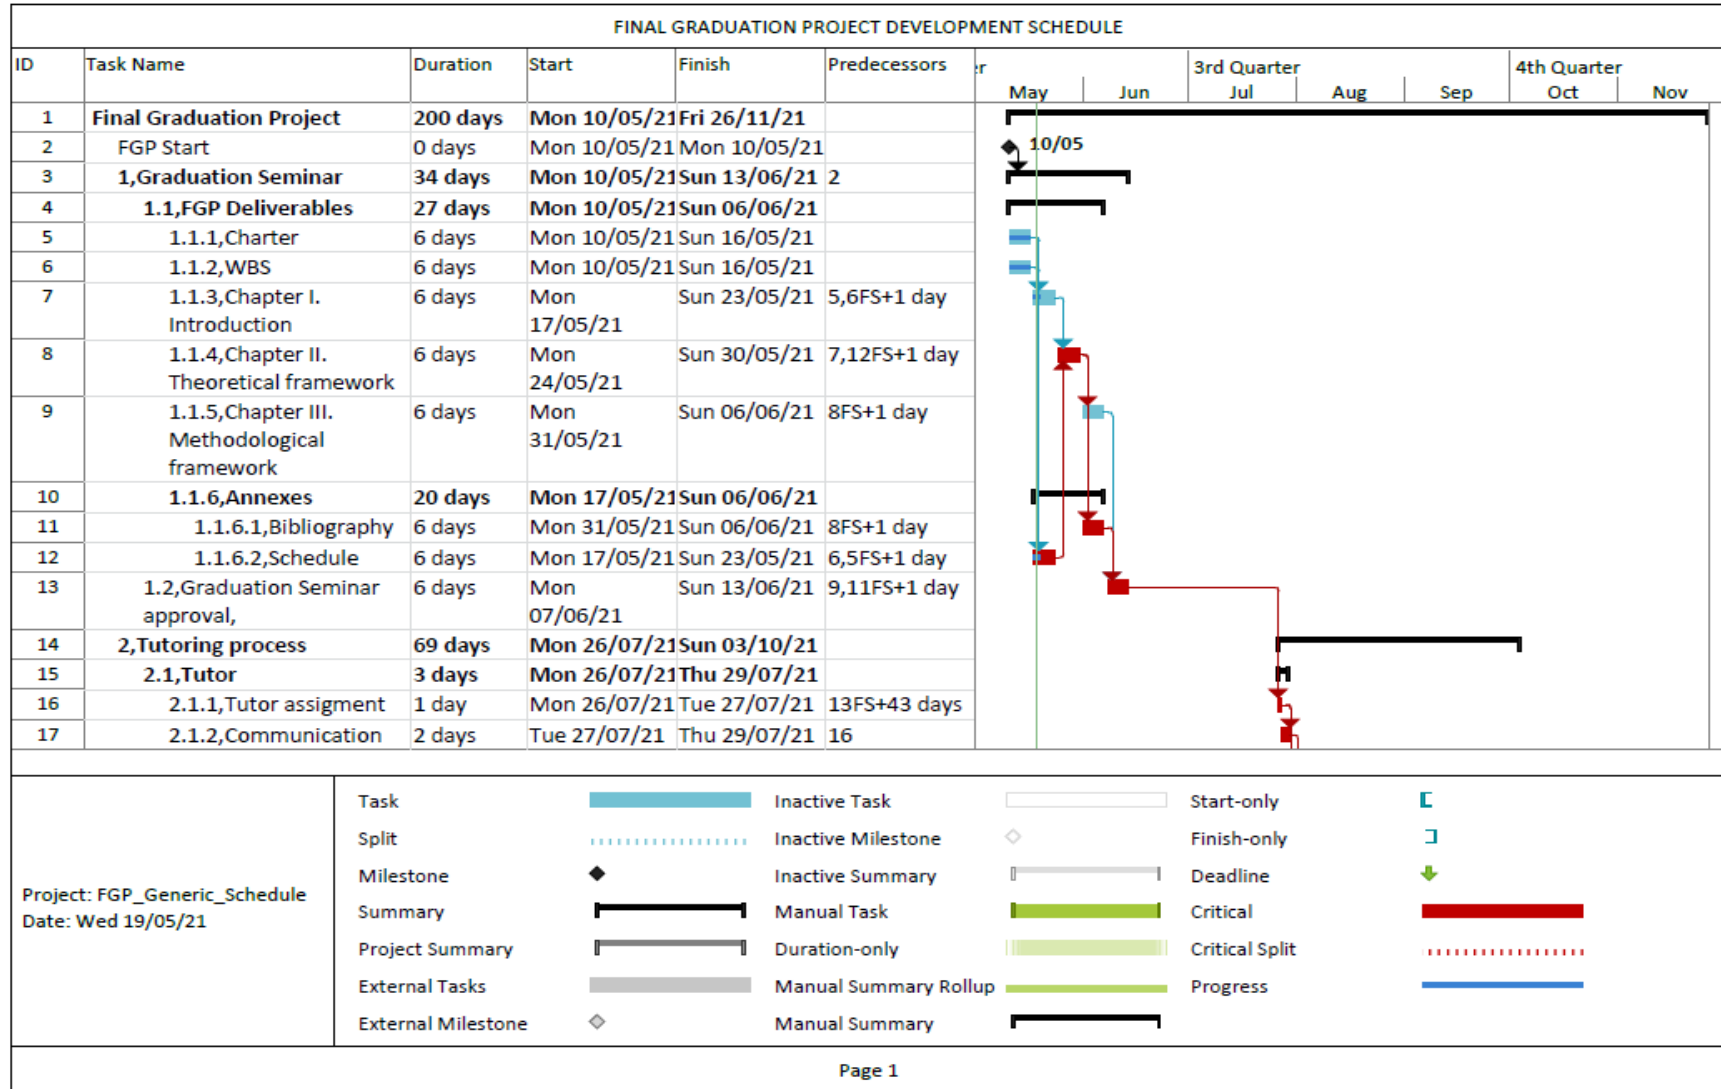 FINAL GRADUATION PROJECT DEVELOPMENT SCHEDULE
ID Task Name Duration Start Finish Predecessors r 3rd Quarter 4th Quarter
May Jun Jul Aug Sep Oct Nov
1 Final Graduation Project 200 days Mon 10/05/21 Fri 26/11/21
2 FGP Start 0 days Mon 10/05/21 Mon 10/05/21 10/05
3 1,Graduation Seminar 34 days Mon 10/05/21 Sun 13/06/21 2
4 1.1,FGP Deliverables 27 days Mon 10/05/21 Sun 06/06/21
5 1.1.1,Charter 6 days Mon 10/05/21 Sun 16/05/21
6 1.1.2,WBS 6 days Mon 10/05/21 Sun 16/05/21
7 1.1.3,Chapter I. 6 days Mon Sun 23/05/21 5,6FS+1 day
Introduction 17/05/21
8 1.1.4,Chapter II. 6 days Mon Sun 30/05/21 7,12FS+1 day
Theoretical framework 24/05/21
9 1.1.5,Chapter III. 6 days Mon Sun 06/06/21 8FS+1 day
Methodological 31/05/21
framework
10 1.1.6,Annexes 20 days Mon 17/05/21 Sun 06/06/21
11 1.1.6.1,Bibliography 6 days Mon 31/05/21 Sun 06/06/21 8FS+1 day
12 1.1.6.2,Schedule 6 days Mon 17/05/21 Sun 23/05/21 6,5FS+1 day
13 1.2,Graduation Seminar 6 days Mon Sun 13/06/21 9,11FS+1 day
approval, 07/06/21
14 2,Tutoring process 69 days Mon 26/07/21 Sun 03/10/21
15 2.1,Tutor 3 days Mon 26/07/21 Thu 29/07/21
16 2.1.1,Tutor assigment 1 day Mon 26/07/21 Tue 27/07/21 13FS+43 days
17 2.1.2,Communication 2 days Tue 27/07/21 Thu 29/07/21 16
Project: FGP_Generic_Schedule
Date: Wed 19/05/21
Task Inactive Task Start-only
Split Inactive Milestone Finish-only
Milestone Inactive Summary Deadline
Summary Manual Task Critical
Project Summary Duration-only Critical Split
External Tasks Manual Summary Rollup Progress
External Milestone Manual Summary
Page 1